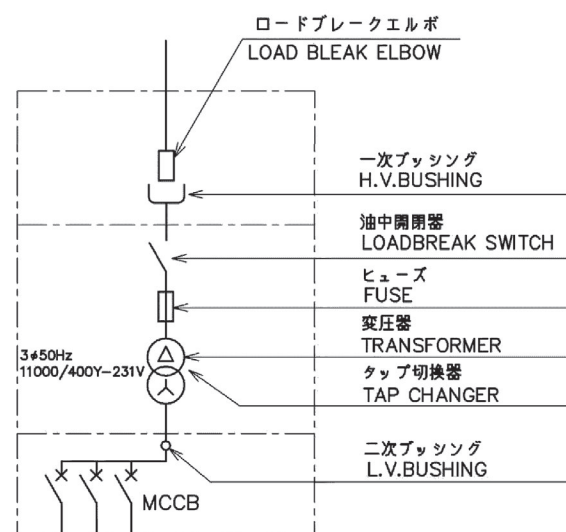 ロードブレークエルボ
LOAD BLEAK ELBOW
一次ブッシング
H.V.BUSHING
油中開閉器
LOADBREAK SWITCH
ヒューズ
FUSE
変圧器
TRANSFORMER
3φ50Hz
11000/400Y-231V
タップ切換器
TAP CHANGER
二次ブッシング
L.V.BUSHING
MCCB